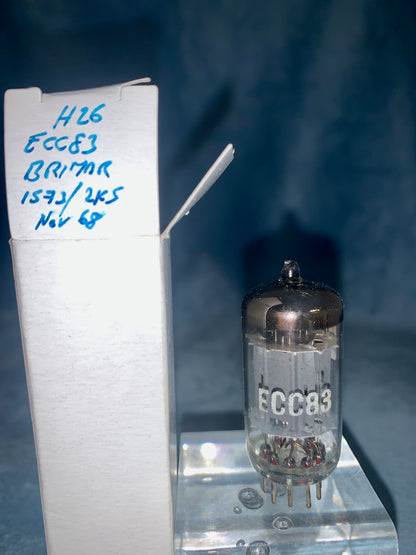 H26
ECC83
BRIMAR
1573/2K5
Nov 68
ECC83